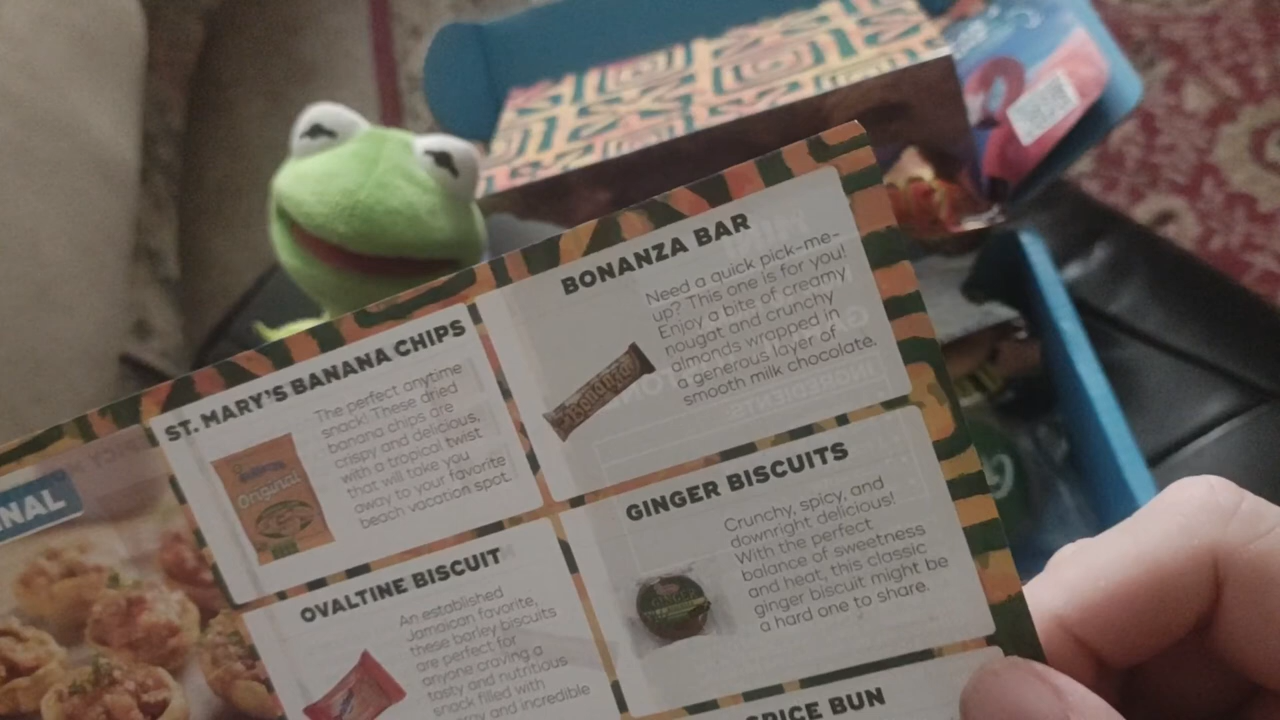 NAL
ST. MARY'S BANANA CHIPS
The perfect anytime
snack! These dried
banana chips are
crispy and delicious,
with a tropical twist
that will take you
away to your favorite
beach vacation spot.
Original
BONANZA BAR
Need a quick pick-me-
up? This one is for you!
Enjoy a bite of creamy
nougat and crunchy
almonds wrapped in
a generous layer of
smooth milk chocolate.
Bonanza
OVALTINE BISCUIT
An established
Jamaican favorite,
these barley biscuits
are perfect for
anyone craving a
tasty and nutritious
snack filled with
and incredible
GINGER BISCUITS
Crunchy, spicy, and
downright delicious!
With the perfect
balance of sweetness
and heat, this classic
ginger biscuit might be
a hard one to share.
GINGER
SPICE BUN